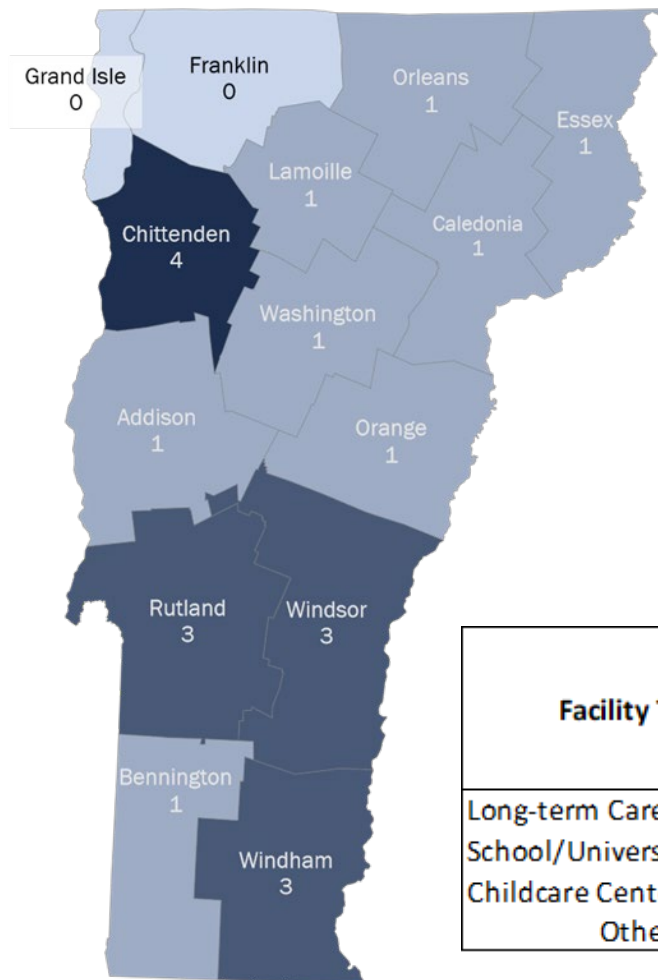 Grand Isle
0
Franklin
0
Orleans
1
Essex
1
Lamoille
1
Caledonia
1
Chittenden
4
Washington
1
Addison
1
Orange
1
Rutland
3
Windsor
3
Bennington
1
Windham
3
Facility
Long-term Care
School/Univers
Childcare Cent
Othe